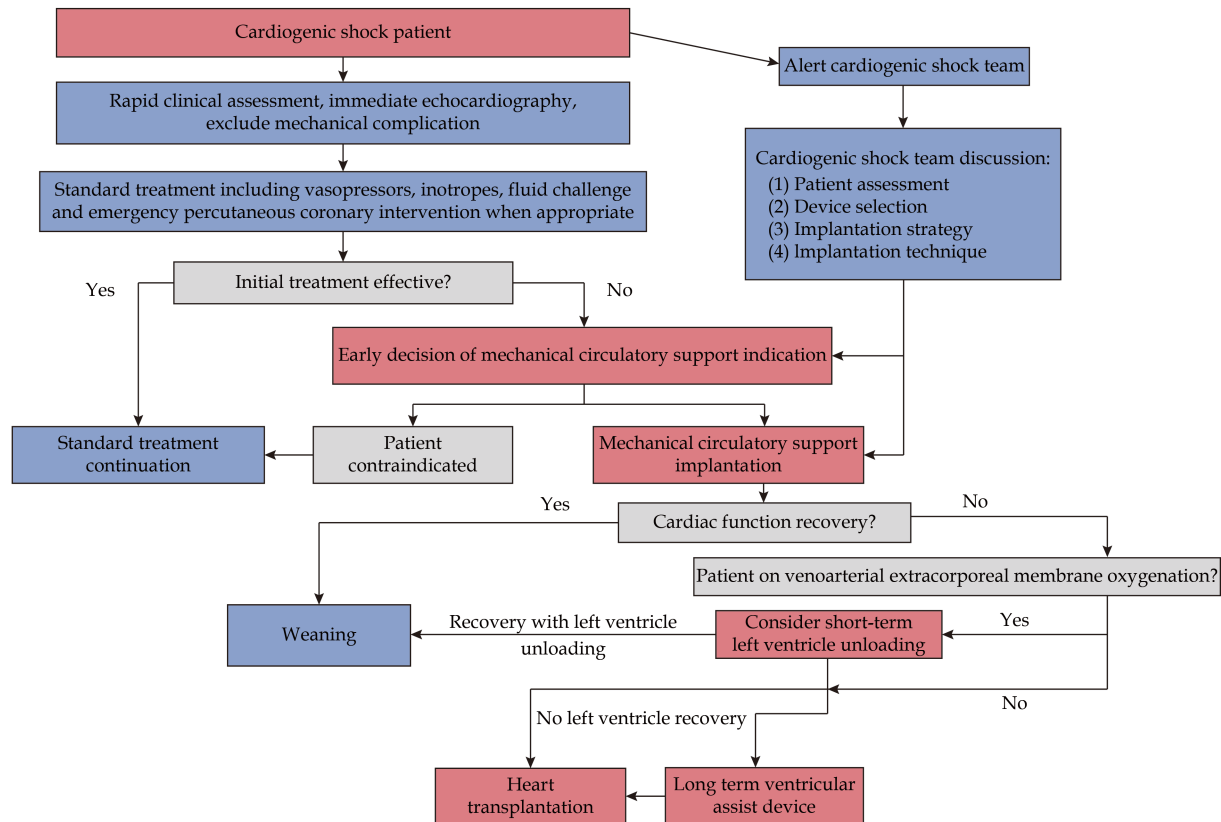 Cardiogenic shock patient
Alert cardiogenic shock team
Rapid clinical assessment, immediate echocardiography,
exclude mechanical complication
Cardiogenic shock team discussion:
(1) Patient assessment
(2) Device selection
(3) Implantation strategy
(4) Implantation technique
Standard treatment including vasopressors, inotropes, fluid challenge
and emergency percutaneous coronary intervention when appropriate
Initial treatment effective?
Yes
No
Early decision of mechanical circulatory support indication
Standard treatment
continuation
Patient
contraindicated
Mechanical circulatory support
implantation
Yes
Cardiac function recovery?
No
Patient on venoarterial extracorporeal membrane oxygenation?
Weaning
Recovery with left ventricle
unloading
Consider short-term
left ventricle unloading
Yes
No
No left ventricle recovery
Heart
transplantation
Long term ventricular
assist device